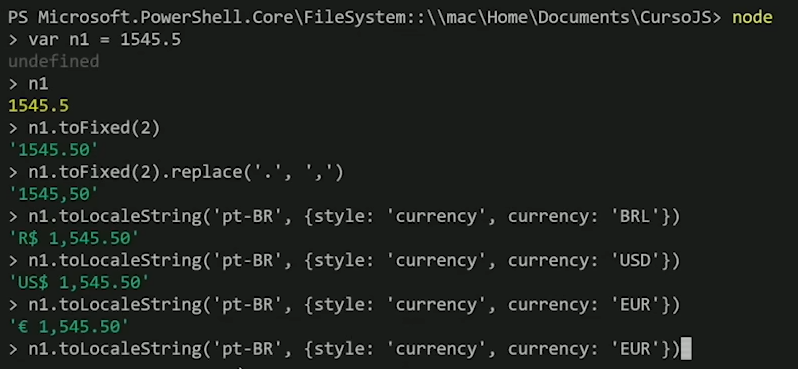 PS Microsoft.PowerShell.Core\FileSystem::\\mac\Home\Documents\CursoJS> node
> var n1 = 1545.5
undefined
> n1
1545.5
> n1.toFixed(2)
'1545.50'
> n1.toFixed(2).replace('.', ',')
'1545,50'
> n1.toLocaleString('pt-BR', {style: 'currency', currency: 'BRL'})
'R$ 1,545.50'
> n1.toLocaleString('pt-BR', {style: 'currency', currency: 'USD'})
'US$ 1,545.50'
> n1.toLocaleString('pt-BR', {style: 'currency', currency: 'EUR'})
'€ 1,545.50'
> n1.toLocaleString('pt-BR', {style: 'currency', currency: 'EUR'})